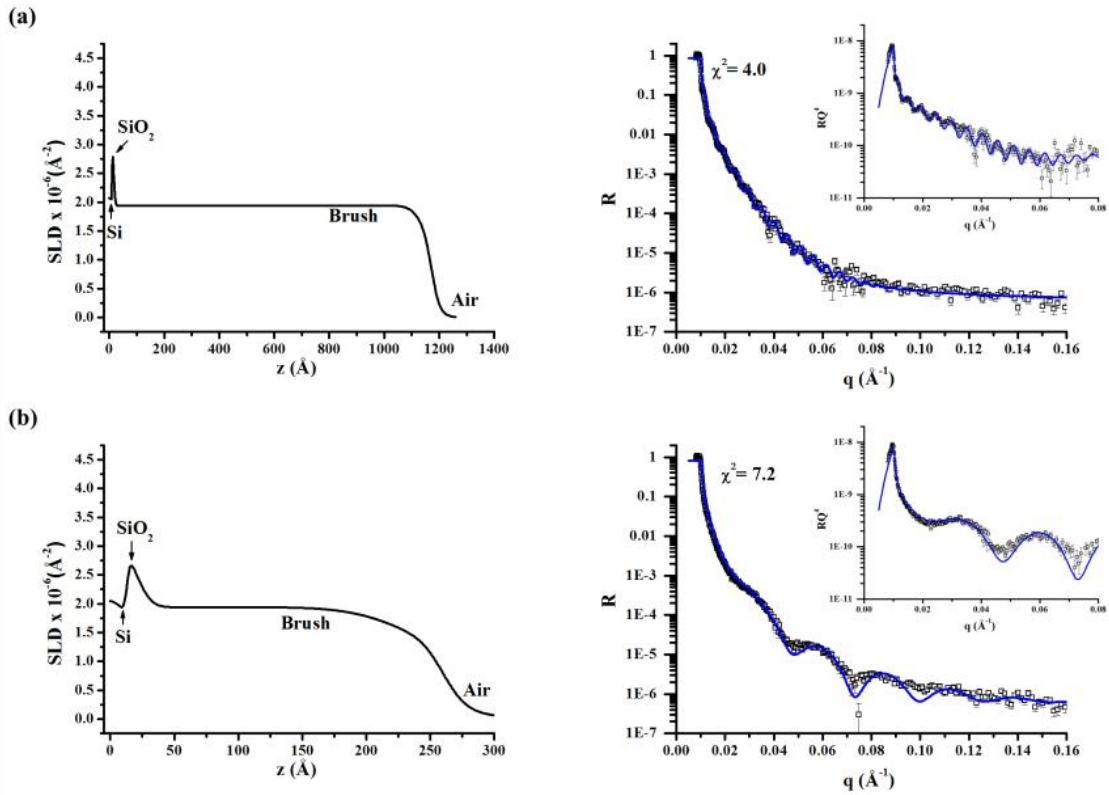 (a)
SLD x 10⁻⁶(Å⁻²)
4.5
4.0
3.5
3.0
2.5
2.0
1.5
1.0
0.5
0.0
SiO₂
Si
Brush
Air
0 200 400 600 800 1000 1200 1400
z (Å)
R
1
0.1
0.01
1E-3
1E-4
1E-5
1E-6
1E-7
χ²= 4.0
0.00 0.02 0.04 0.06 0.08 0.10 0.12 0.14 0.16
q (Å⁻¹)
RQ⁴
1E-8
1E-9
1E-10
1E-11
0.00 0.02 0.04 0.06 0.08
q (Å⁻¹)
(b)
SLD x 10⁻⁶(Å⁻²)
4.5
4.0
3.5
3.0
2.5
2.0
1.5
1.0
0.5
0.0
SiO₂
Si
Brush
Air
0 50 100 150 200 250 300
z (Å)
R
1
0.1
0.01
1E-3
1E-4
1E-5
1E-6
1E-7
χ²= 7.2
0.00 0.02 0.04 0.06 0.08 0.10 0.12 0.14 0.16
q (Å⁻¹)
RQ⁴
1E-8
1E-9
1E-10
1E-11
0.00 0.02 0.04 0.06 0.08
q (Å⁻¹)